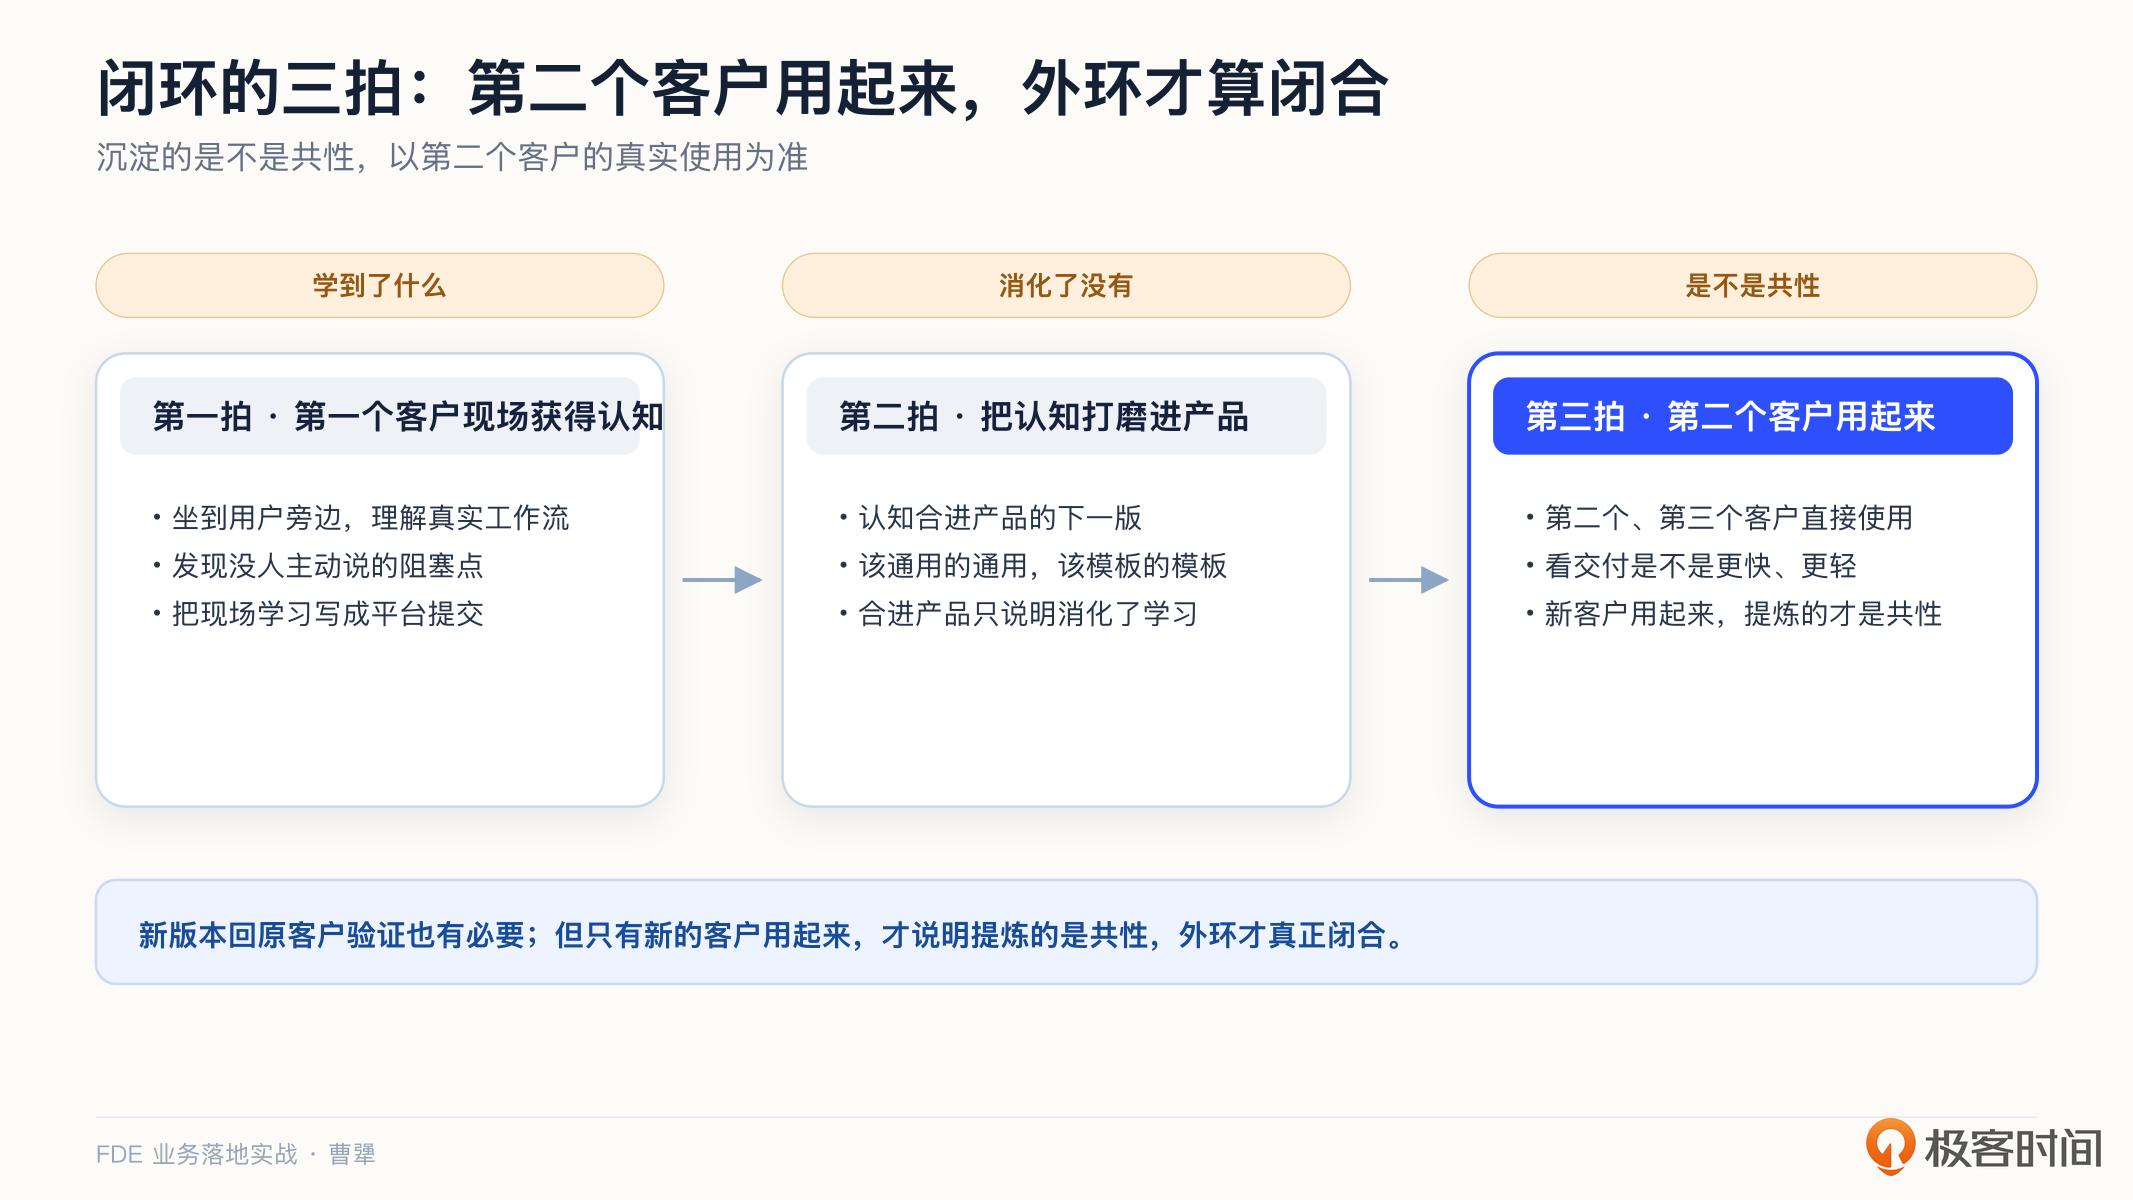 闭环的三拍：第二个客户用起来，外环才算闭合
沉淀的是不是共性，以第二个客户的真实使用为准
学到了什么
消化了没有
是不是共性
第一拍 · 第一个客户现场获得认知
• 坐到用户旁边，理解真实工作流
• 发现没人主动说的阻塞点
• 把现场学习写成平台提交
第二拍 · 把认知打磨进产品
• 认知合进产品的下一版
• 该通用的通用，该模板的模板
• 合进产品只说明消化了学习
第三拍 · 第二个客户用起来
• 第二个、第三个客户直接使用
• 看交付是不是更快、更轻
• 新客户用起来，提炼的才是共性
新版本回原客户验证也有必要；但只有新的客户用起来，才说明提炼的是共性，外环才真正闭合。
FDE 业务落地实战 · 曹犟
极客时间